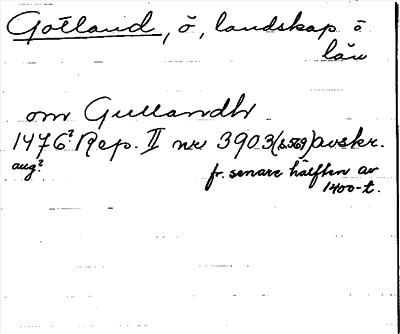 Gotland, ö, landskap o
län
om Gullandh
1476? Rep. II nr 3903 (s. 569) avskr.
aug?
fr. senare hälften av
1400-t.